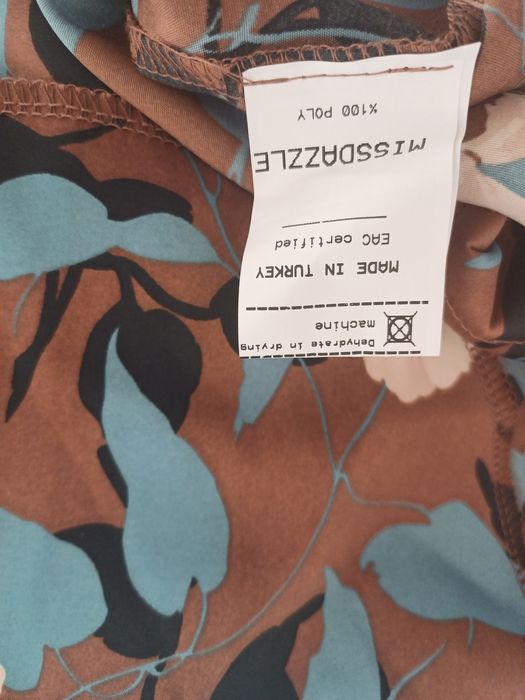 Dehydrate in drying
machine
MADE IN TURKEY
EAC certified
MISSDAZZLE
%100 POLY